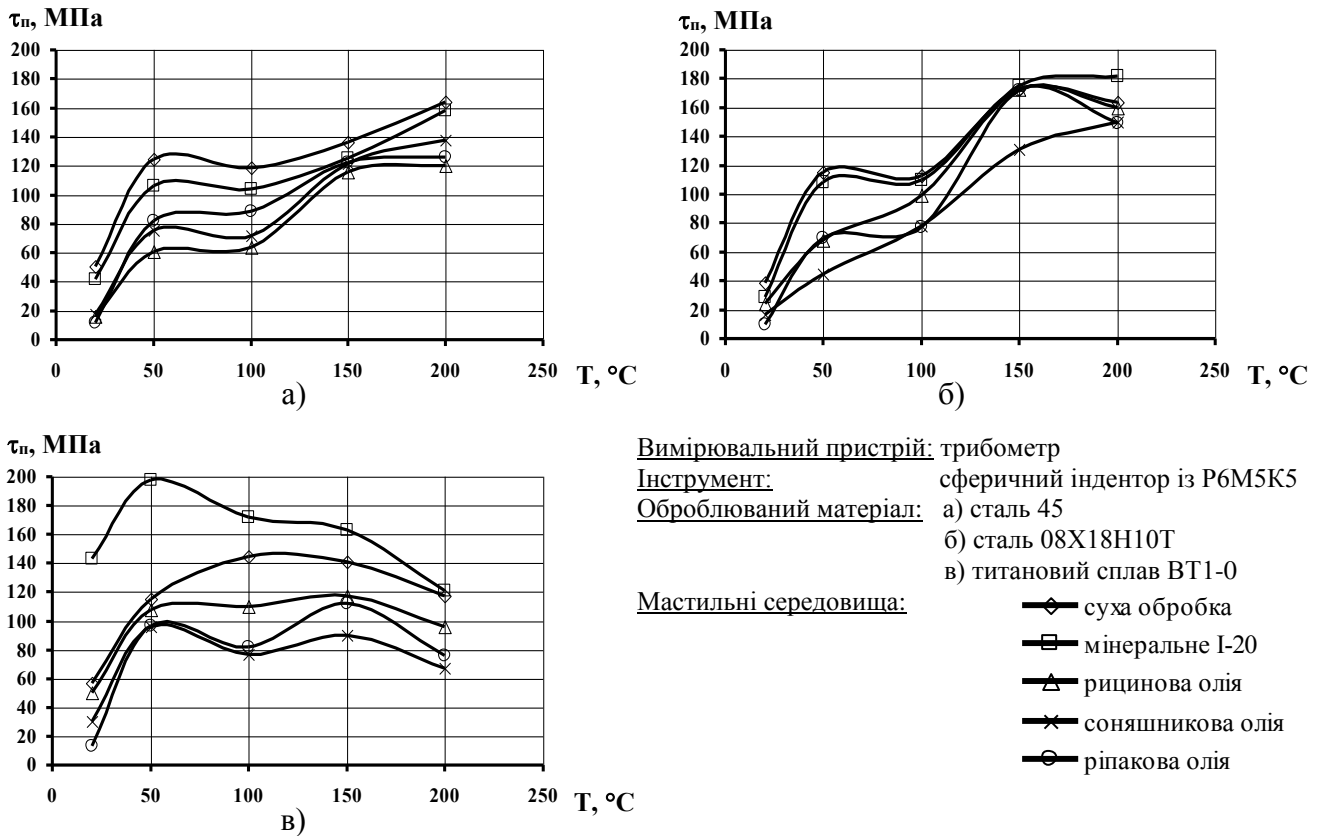 τп, МПа
200
180
160
140
120
100
80
60
40
20
0
0 50 100 150 200 250
T, °C
а)
τп, МПа
200
180
160
140
120
100
80
60
40
20
0
0 50 100 150 200 250
T, °C
б)
τп, МПа
200
180
160
140
120
100
80
60
40
20
0
0 50 100 150 200 250
T, °C
в)
Вимірювальний пристрій: трибометр
Інструмент: сферичний індентор із Р6М5К5
Оброблюваний матеріал: а) сталь 45
б) сталь 08Х18Н10Т
в) титановий сплав ВТ1-0
Мастильні середовища:
суха обробка
мінеральне І-20
рицинова олія
соняшникова олія
ріпакова олія